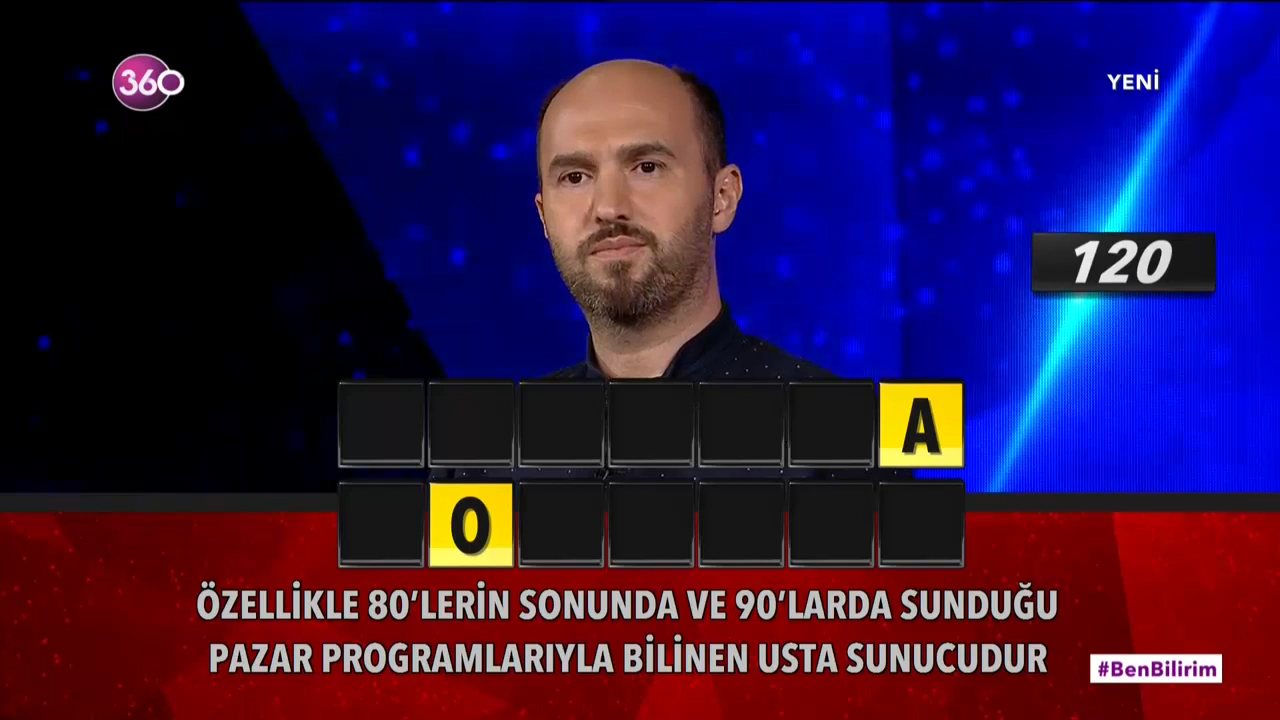 360
YENİ
120
A
O
ÖZELLİKLE 80'LERİN SONUNDA VE 90'LARDA SUNDUĞU
PAZAR PROGRAMLARIYLA BİLİNEN USTA SUNUCUDUR
#BenBilirim